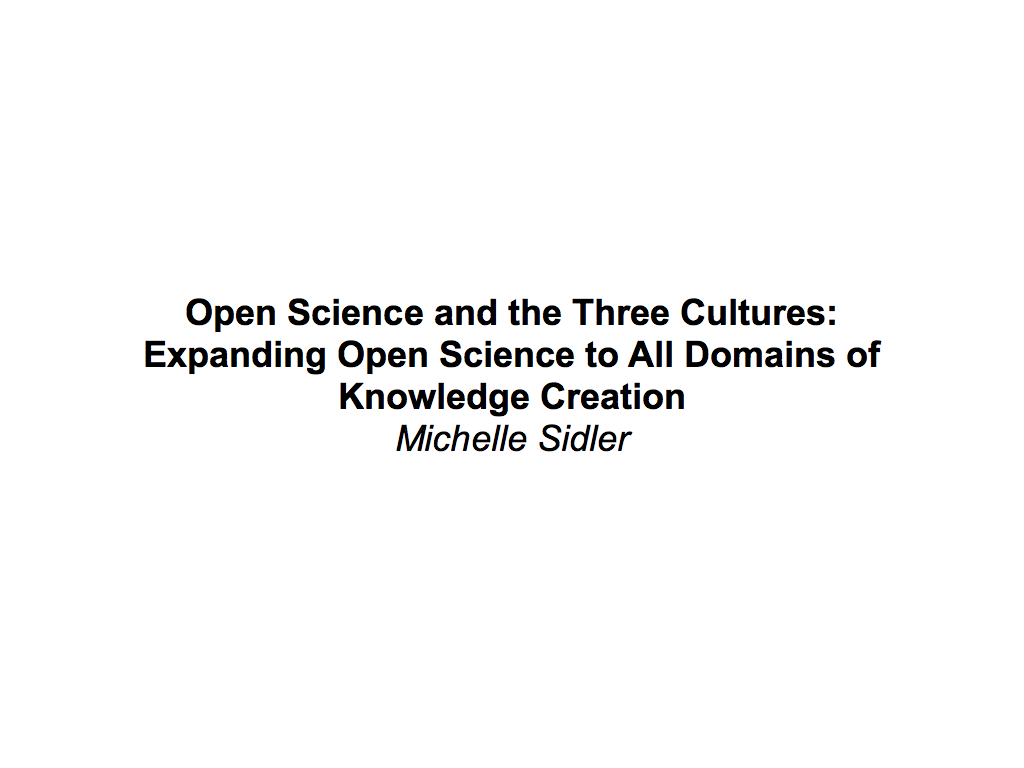 Open Science and the Three Cultures:
Expanding Open Science to All Domains of
Knowledge Creation
Michelle Sidler